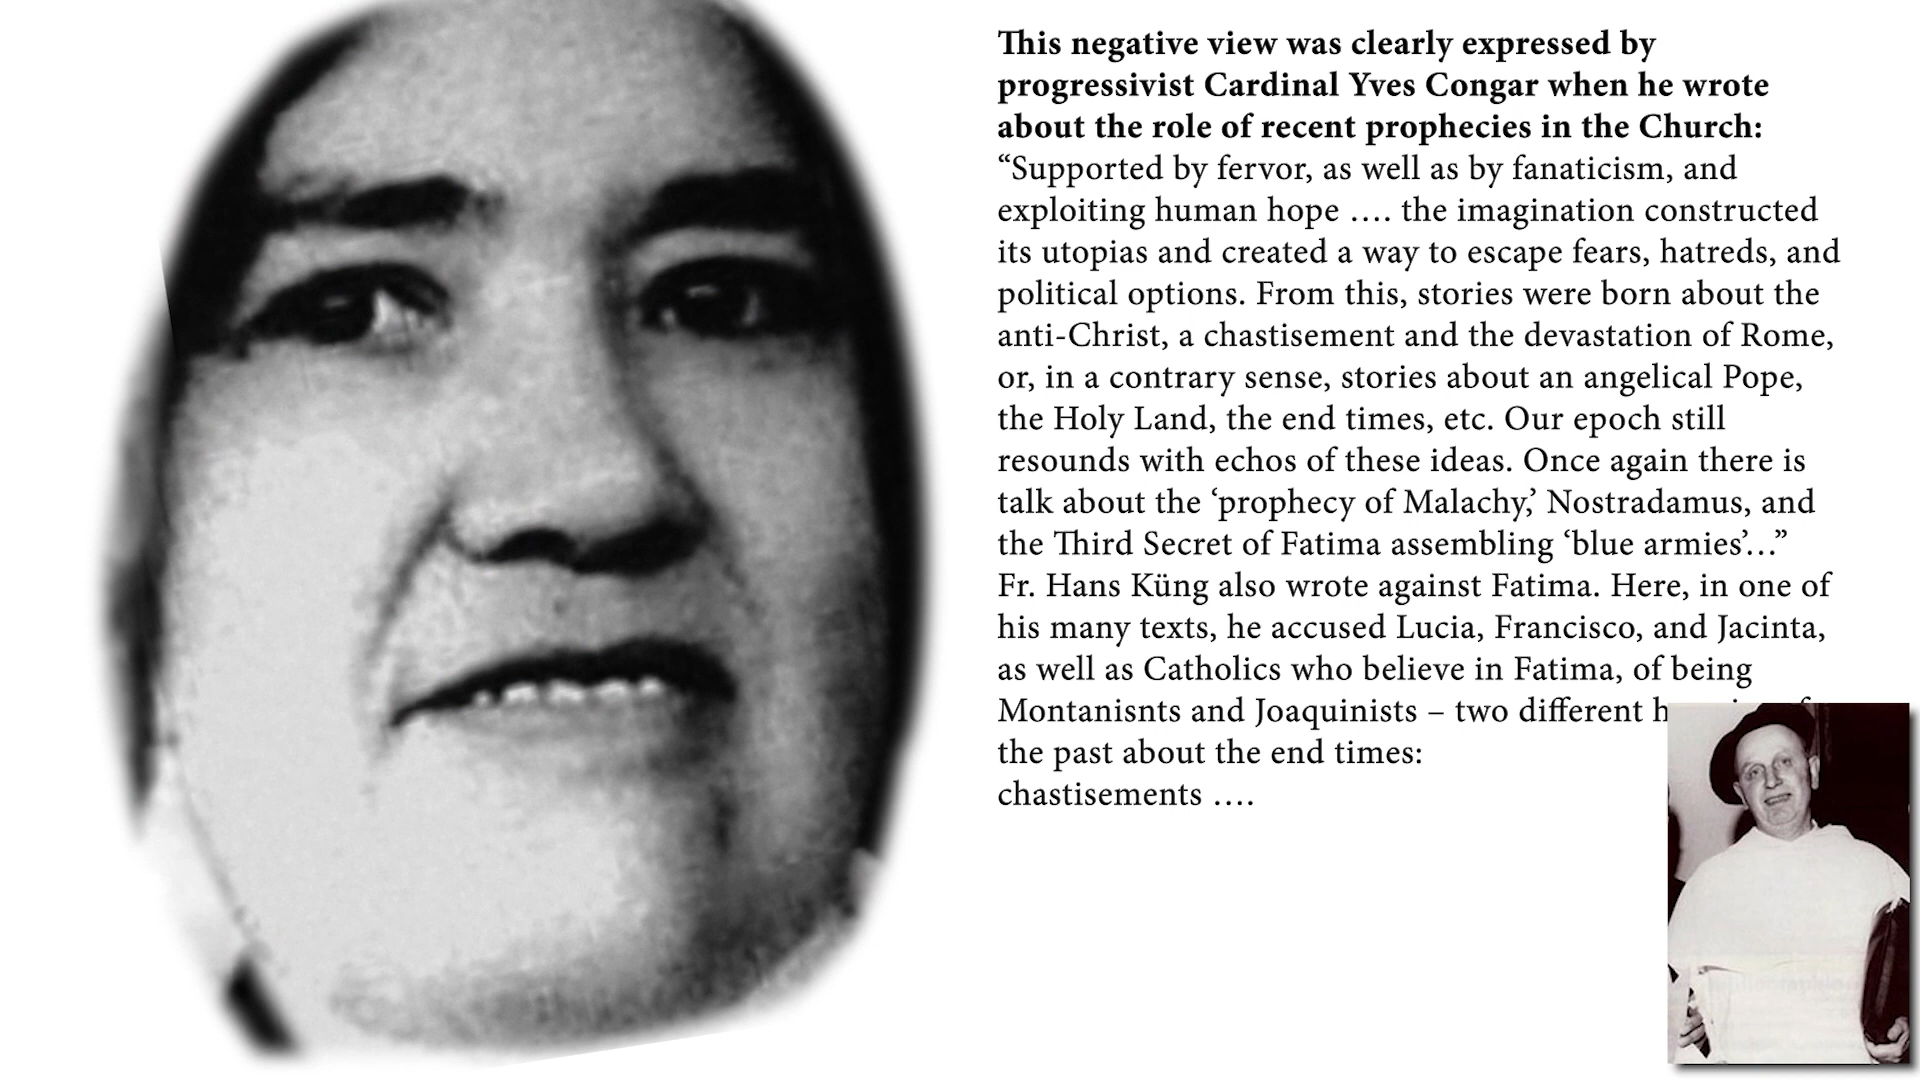 This negative view was clearly expressed by
progressivist Cardinal Yves Congar when he wrote
about the role of recent prophecies in the Church:
“Supported by fervor, as well as by fanaticism, and
exploiting human hope …. the imagination constructed
its utopias and created a way to escape fears, hatreds, and
political options. From this, stories were born about the
anti-Christ, a chastisement and the devastation of Rome,
or, in a contrary sense, stories about an angelical Pope,
the Holy Land, the end times, etc. Our epoch still
resounds with echos of these ideas. Once again there is
talk about the ‘prophecy of Malachy,’ Nostradamus, and
the Third Secret of Fatima assembling ‘blue armies’…”
Fr. Hans Küng also wrote against Fatima. Here, in one of
his many texts, he accused Lucia, Francisco, and Jacinta,
as well as Catholics who believe in Fatima, of being
Montanisnts and Joaquinists – two different
the past about the end times:
chastisements ….